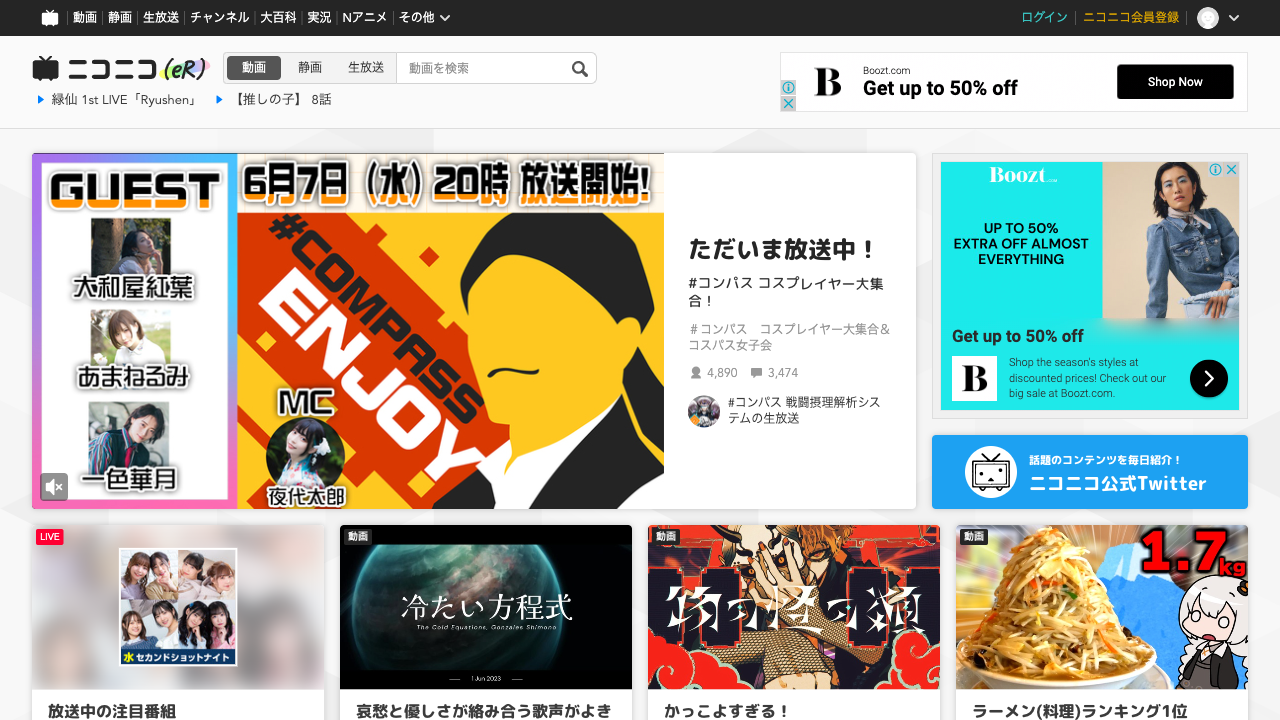 動画 静画 生放送 チャンネル 大百科 実況 Nアニメ その他
ログイン ニコニコ会員登録
ニコニコ(eR)
動画 静画 生放送 動画を検索
緑仙 1st LIVE「Ryushen」 【推しの子】 8話
B
Boozt.com
Get up to 50% off
Shop Now
GUEST
大和屋紅葉
あまねるみ
一色華月
6月7日（水）20時 放送開始!
#COMPASS
ENJOY
MC
夜代太郎
ただいま放送中！
#コンパス コスプレイヤー大集
合！
＃コンパス　コスプレイヤー大集合＆
コスパス女子会
4,890 3,474
#コンパス 戦闘摂理解析シス
テムの生放送
Boozt.com
UP TO 50%
EXTRA OFF ALMOST
EVERYTHING
Get up to 50% off
B
Shop the season's styles at
discounted prices! Check out our
big sale at Boozt.com.
話題のコンテンツを毎日紹介！
ニコニコ公式Twitter
LIVE
水 セカンドショットナイト
放送中の注目番組
動画
冷たい方程式
The Cold Equations, Gonzales Shimono
1 Jun 2023
哀愁と優しさが絡み合う歌声がよき
動画
物の怪の類
かっこよすぎる！
動画
1.7kg
ラーメン(料理)ランキング1位